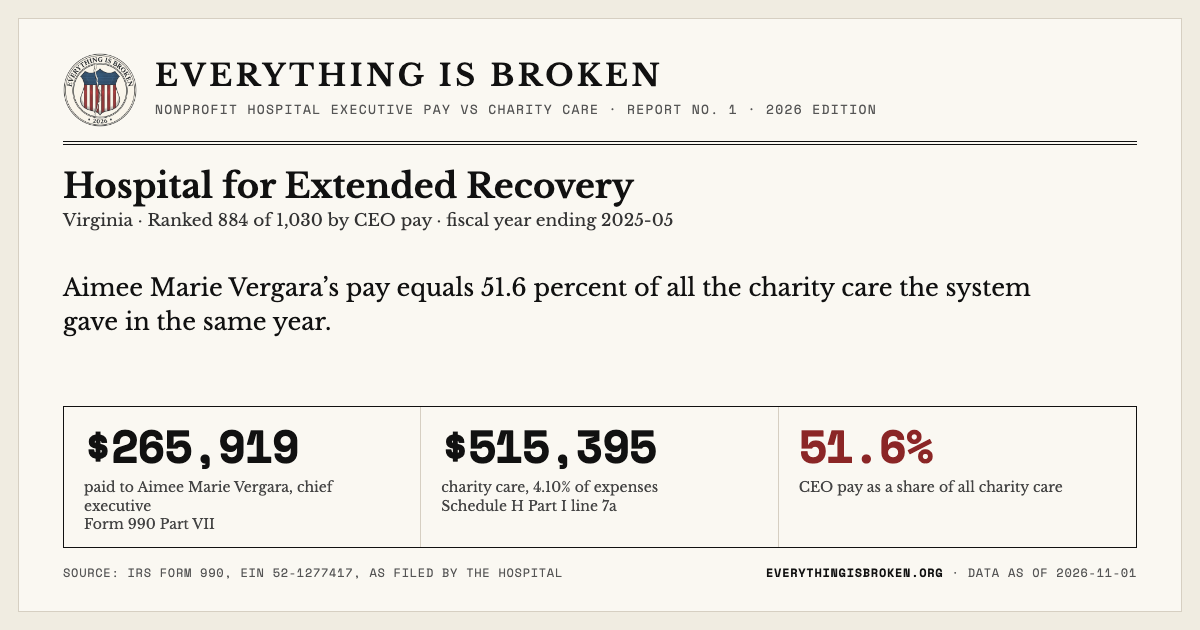 EVERYTHING IS BROKEN
2026
EVERYTHING IS BROKEN
NONPROFIT HOSPITAL EXECUTIVE PAY VS CHARITY CARE · REPORT NO. 1 · 2026 EDITION
Hospital for Extended Recovery
Virginia · Ranked 884 of 1,030 by CEO pay · fiscal year ending 2025-05
Aimee Marie Vergara’s pay equals 51.6 percent of all the charity care the system
gave in the same year.
$265,919
paid to Aimee Marie Vergara, chief
executive
Form 990 Part VII
$515,395
charity care, 4.10% of expenses
Schedule H Part I line 7a
51.6%
CEO pay as a share of all charity care
SOURCE: IRS FORM 990, EIN 52-1277417, AS FILED BY THE HOSPITAL
EVERYTHINGISBROKEN.ORG · DATA AS OF 2026-11-01